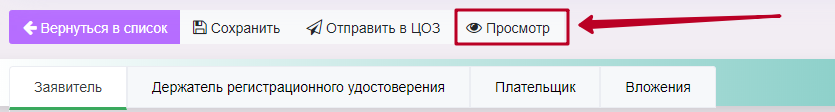 Вернуться в список Сохранить Отправить в ЦОЗ Просмотр
Заявитель Держатель регистрационного удостоверения Плательщик Вложения